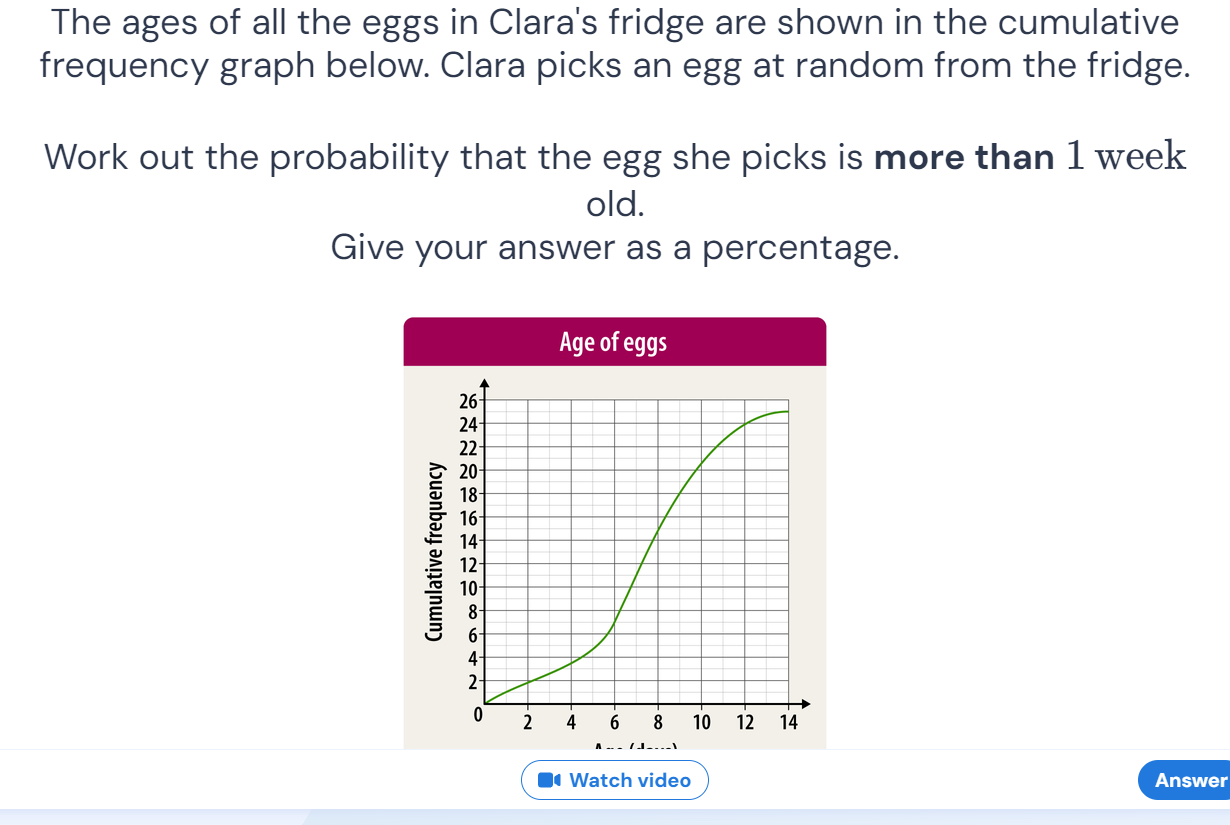 The ages of all the eggs in Clara's fridge are shown in the cumulative
frequency graph below. Clara picks an egg at random from the fridge.
Work out the probability that the egg she picks is more than 1 week
old.
Give your answer as a percentage.
Age of eggs
Cumulative frequency
26
24
22
20
18
16
14
12
10
8
6
4
2
0
2 4 6 8 10 12 14
Age (days)
Watch video
Answer